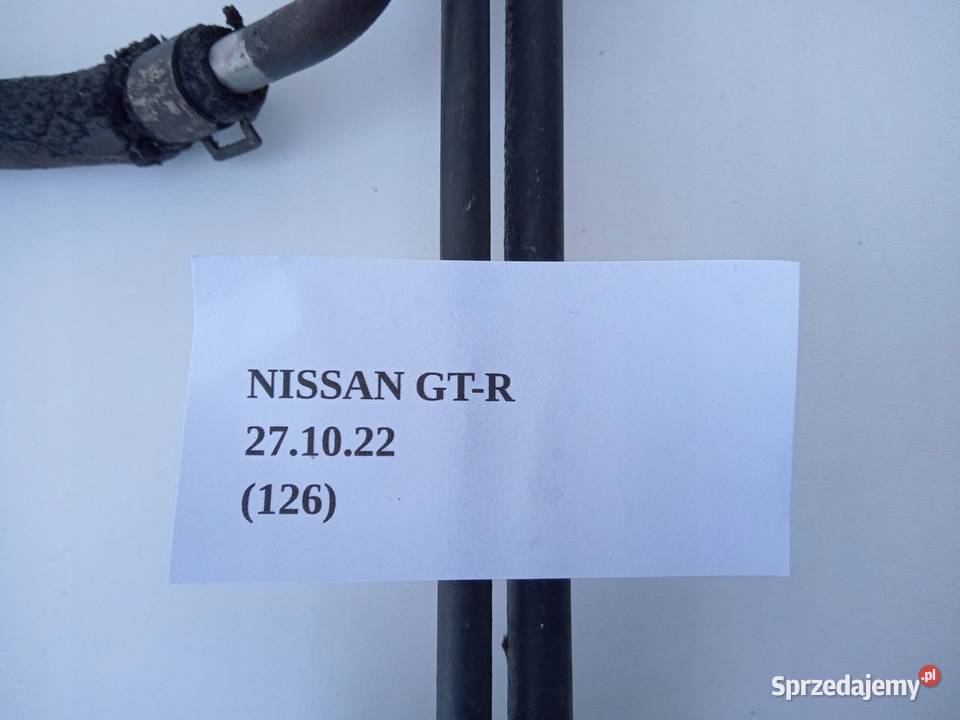 NISSAN GT-R
27.10.22
(126)
Sprzedajemy.pl